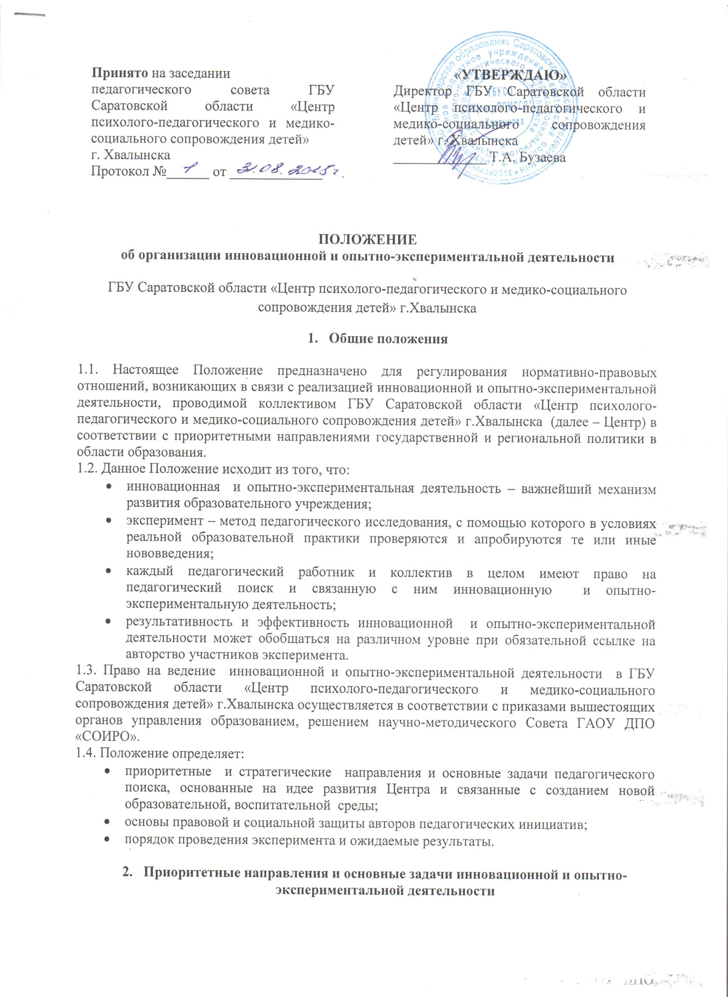 Принято на заседании
педагогического совета ГБУ
Саратовской области «Центр
психолого-педагогического и медико-
социального сопровождения детей»
г. Хвалынска
Протокол № 1 от 31.08.2015г.
«УТВЕРЖДАЮ»
Директор ГБУ Саратовской области
«Центр психолого-педагогического и
медико-социального сопровождения
детей» г. Хвалынска
Т.А. Бузаева
ПОЛОЖЕНИЕ
об организации инновационной и опытно-экспериментальной деятельности
ГБУ Саратовской области «Центр психолого-педагогического и медико-социального
сопровождения детей» г.Хвалынска
1. Общие положения
1.1. Настоящее Положение предназначено для регулирования нормативно-правовых
отношений, возникающих в связи с реализацией инновационной и опытно-экспериментальной
деятельности, проводимой коллективом ГБУ Саратовской области «Центр психолого-
педагогического и медико-социального сопровождения детей» г.Хвалынска (далее – Центр) в
соответствии с приоритетными направлениями государственной и региональной политики в
области образования.
1.2. Данное Положение исходит из того, что:
• инновационная и опытно-экспериментальная деятельность – важнейший механизм
развития образовательного учреждения;
• эксперимент – метод педагогического исследования, с помощью которого в условиях
реальной образовательной практики проверяются и апробируются те или иные
нововведения;
• каждый педагогический работник и коллектив в целом имеют право на
педагогический поиск и связанную с ним инновационную и опытно-
экспериментальную деятельность;
• результативность и эффективность инновационной и опытно-экспериментальной
деятельности может обобщаться на различном уровне при обязательной ссылке на
авторство участников эксперимента.
1.3. Право на ведение инновационной и опытно-экспериментальной деятельности в ГБУ
Саратовской области «Центр психолого-педагогического и медико-социального
сопровождения детей» г.Хвалынска осуществляется в соответствии с приказами вышестоящих
органов управления образованием, решением научно-методического Совета ГАОУ ДПО
«СОИРО».
1.4. Положение определяет:
• приоритетные и стратегические направления и основные задачи педагогического
поиска, основанные на идее развития Центра и связанные с созданием новой
образовательной, воспитательной среды;
• основы правовой и социальной защиты авторов педагогических инициатив;
• порядок проведения эксперимента и ожидаемые результаты.
2. Приоритетные направления и основные задачи инновационной и опытно-
экспериментальной деятельности
ДПО